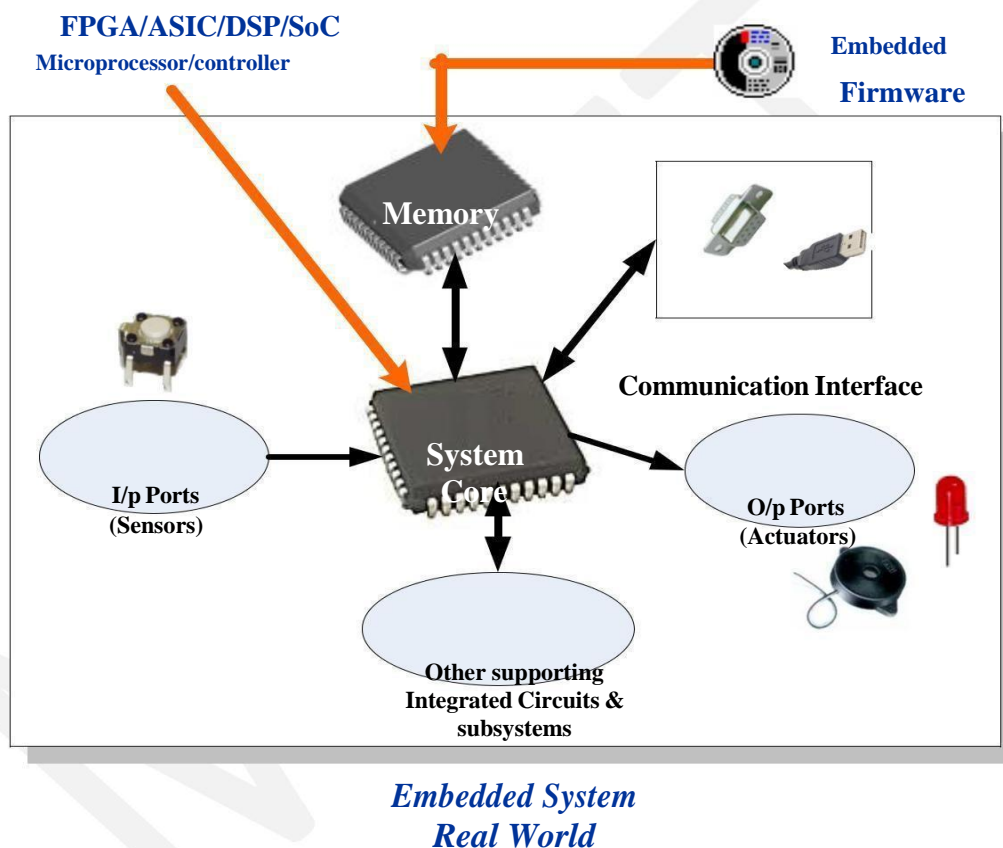 FPGA/ASIC/DSP/SoC
Microprocessor/controller
Embedded
Firmware
Memory
Communication Interface
System
Core
I/p Ports
(Sensors)
O/p Ports
(Actuators)
Other supporting
Integrated Circuits &
subsystems
Embedded System
Real World